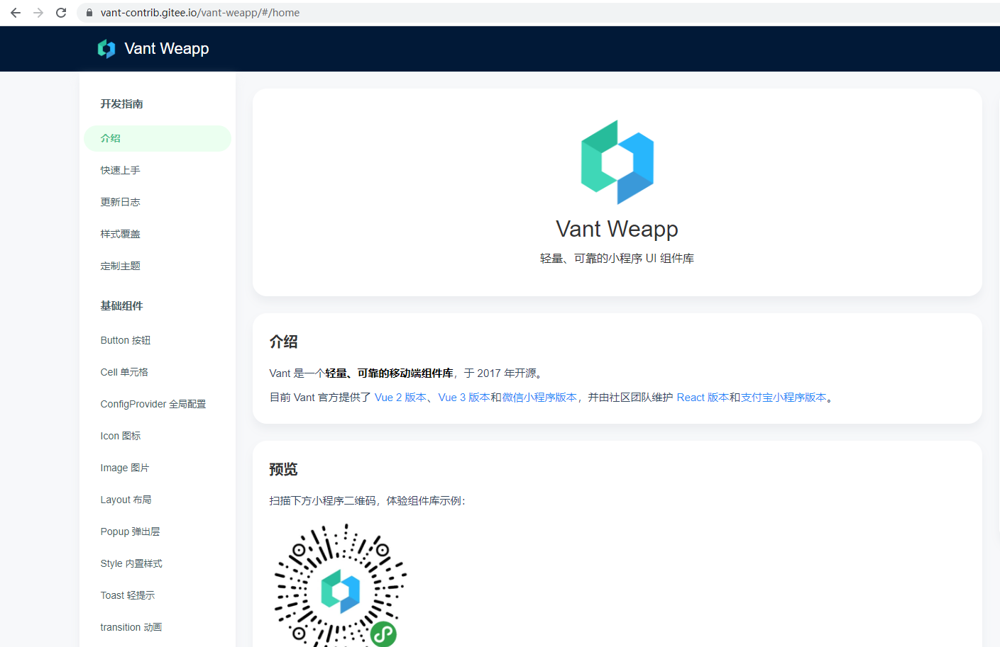 vant-contrib.gitee.io/vant-weapp/#/home
Vant Weapp
开发指南
介绍
快速上手
更新日志
样式覆盖
定制主题
基础组件
Button 按钮
Cell 单元格
ConfigProvider 全局配置
Icon 图标
Image 图片
Layout 布局
Popup 弹出层
Style 内置样式
Toast 轻提示
transition 动画
Vant Weapp
轻量、可靠的小程序 UI 组件库
介绍
Vant 是一个轻量、可靠的移动端组件库，于 2017 年开源。
目前 Vant 官方提供了 Vue 2 版本、Vue 3 版本和微信小程序版本，并由社区团队维护 React 版本和支付宝小程序版本。
预览
扫描下方小程序二维码，体验组件库示例：